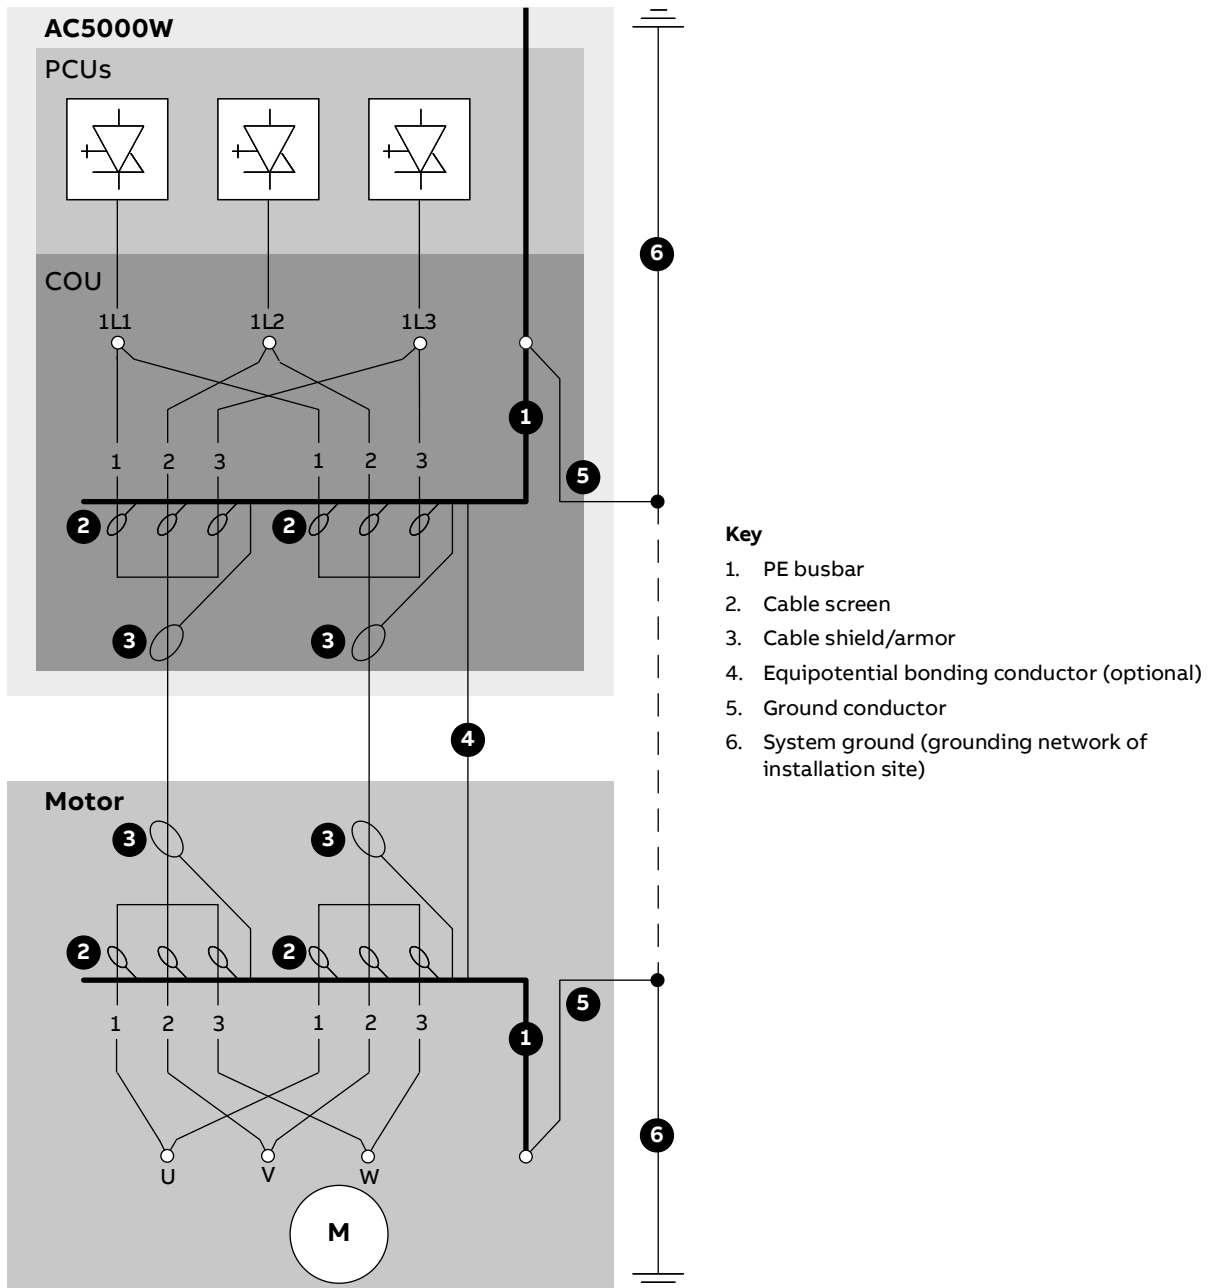 AC5000W
PCUs
6
COU
1L1 1L2 1L3
1
1 2 3 1 2 3
5
2 2
3 3
4
Key
1. PE busbar
2. Cable screen
3. Cable shield/armor
4. Equipotential bonding conductor (optional)
5. Ground conductor
6. System ground (grounding network of
installation site)
Motor
3 3
2 2
5
1 2 3 1 2 3
1
6
U V W
M